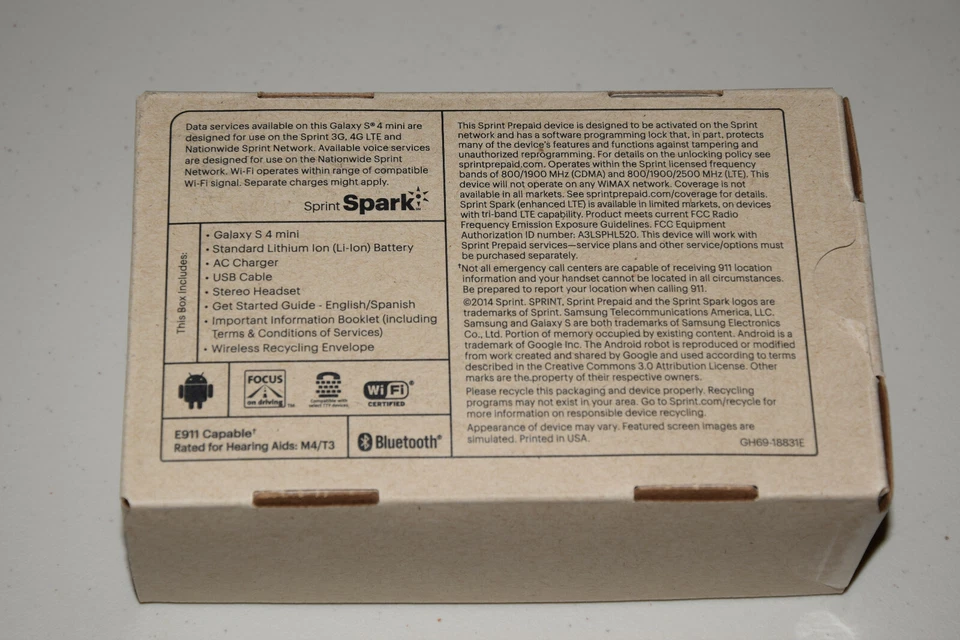 Data services available on this Galaxy S® 4 mini are
designed for use on the Sprint 3G, 4G LTE and
Nationwide Sprint Network. Available voice services
are designed for use on the Nationwide Sprint
Network. Wi-Fi operates within range of compatible
Wi-Fi signal. Separate charges might apply.
Sprint Spark
This Box Includes:
• Galaxy S 4 mini
• Standard Lithium Ion (Li-Ion) Battery
• AC Charger
• USB Cable
• Stereo Headset
• Get Started Guide - English/Spanish
• Important Information Booklet (including
Terms & Conditions of Services)
• Wireless Recycling Envelope
FOCUS
on driving™
Compatible with
select TTY devices
Wi Fi®
CERTIFIED
E911 Capable†
Rated for Hearing Aids: M4/T3
Bluetooth®
This Sprint Prepaid device is designed to be activated on the Sprint
network and has a software programming lock that, in part, protects
many of the device's features and functions against tampering and
unauthorized reprogramming. For details on the unlocking policy see
sprintprepaid.com. Operates within the Sprint licensed frequency
bands of 800/1900 MHz (CDMA) and 800/1900/2500 MHz (LTE). This
device will not operate on any WiMAX network. Coverage is not
available in all markets. See sprintprepaid.com/coverage for details.
Sprint Spark (enhanced LTE) is available in limited markets, on devices
with tri-band LTE capability. Product meets current FCC Radio
Frequency Emission Exposure Guidelines. FCC Equipment
Authorization ID number: A3LSPHL520. This device will work with
Sprint Prepaid services—service plans and other service/options must
be purchased separately.
†Not all emergency call centers are capable of receiving 911 location
information and your handset cannot be located in all circumstances.
Be prepared to report your location when calling 911.
©2014 Sprint. SPRINT, Sprint Prepaid and the Sprint Spark logos are
trademarks of Sprint. Samsung Telecommunications America, LLC.
Samsung and Galaxy S are both trademarks of Samsung Electronics
Co., Ltd. Portion of memory occupied by existing content. Android is a
trademark of Google Inc. The Android robot is reproduced or modified
from work created and shared by Google and used according to terms
described in the Creative Commons 3.0 Attribution License. Other
marks are the property of their respective owners.
Please recycle this packaging and device properly. Recycling
programs may not exist in your area. Go to Sprint.com/recycle for
more information on responsible device recycling.
Appearance of device may vary. Featured screen images are
simulated. Printed in USA.
GH69-18831E